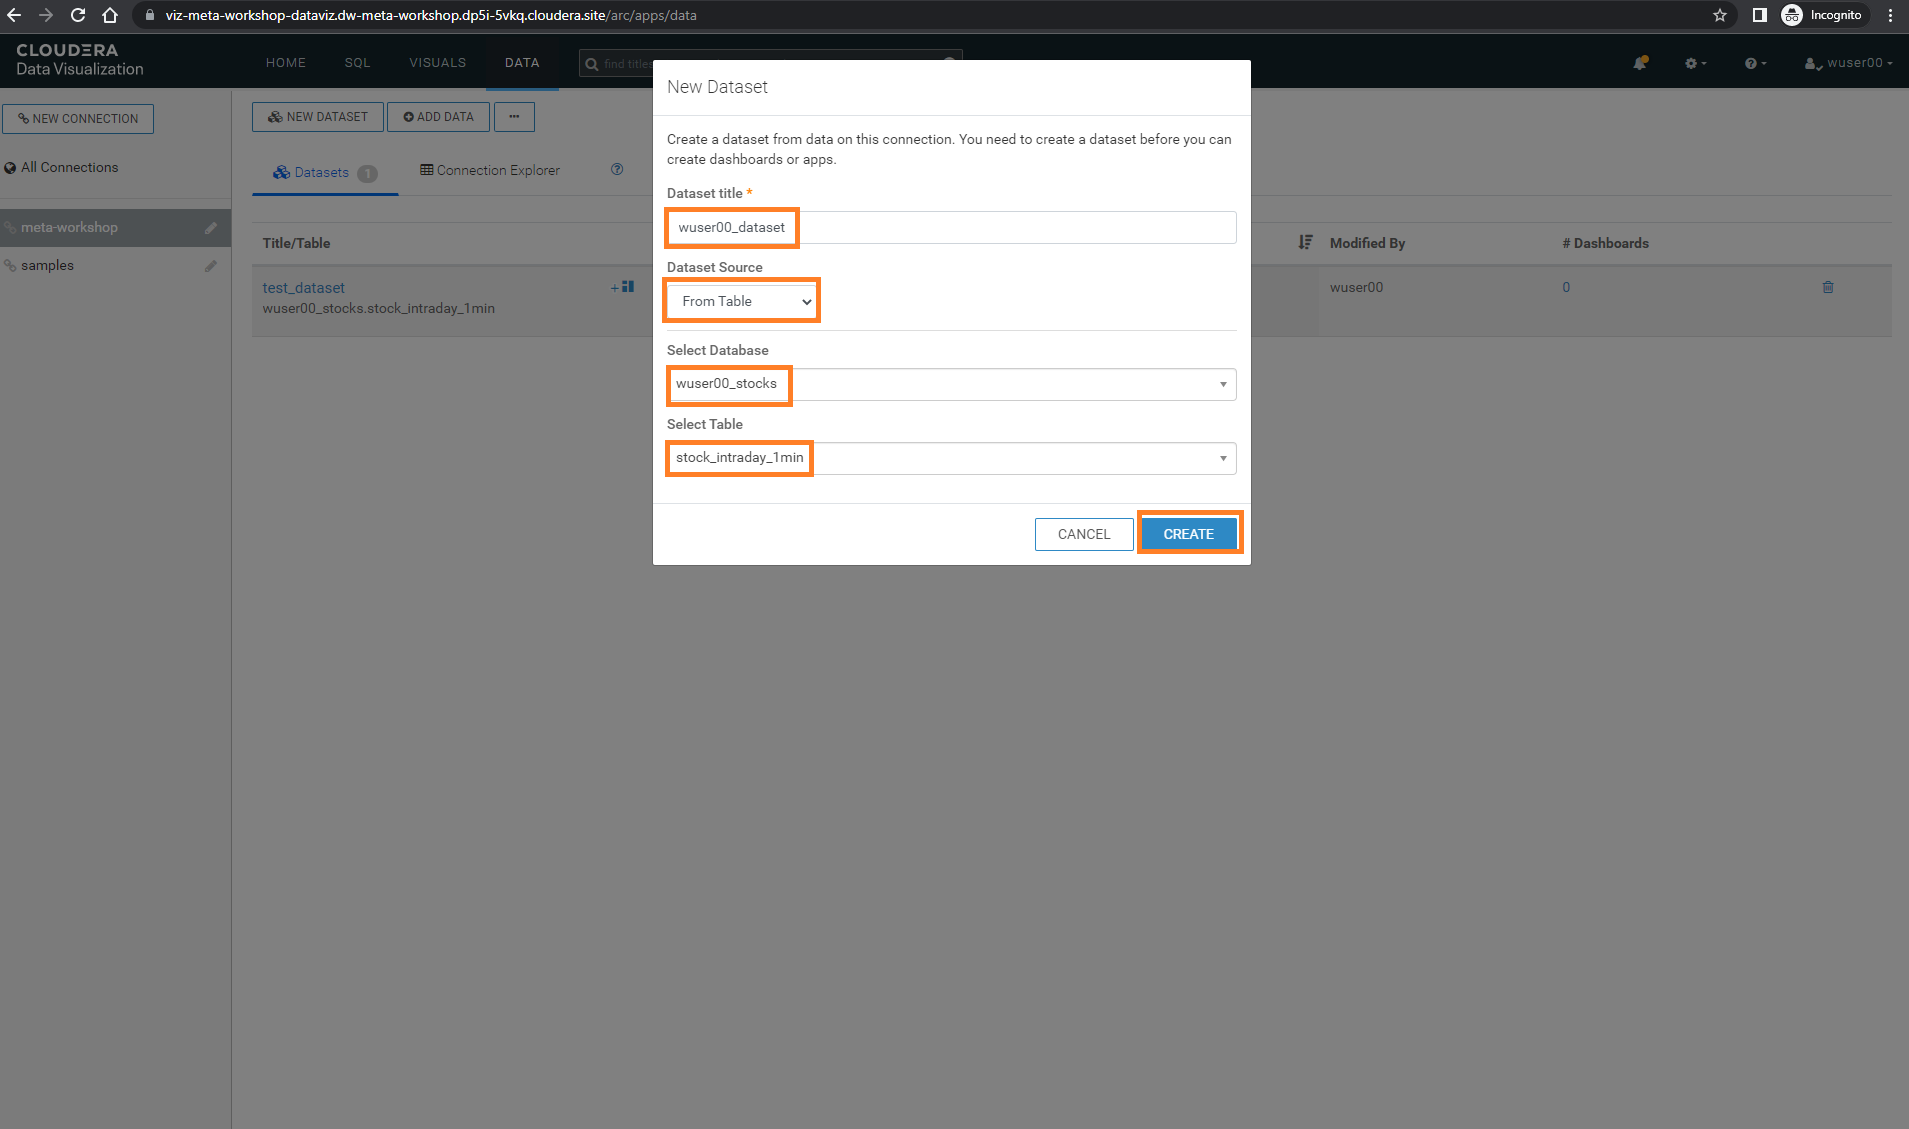 viz-meta-workshop-dataviz.dw-meta-workshop.dp5i-5vkq.cloudera.site/arc/apps/data
Incognito
CLOUDERA
Data Visualization
HOME
SQL
VISUALS
DATA
find titles
wuser00
NEW CONNECTION
All Connections
meta-workshop
samples
NEW DATASET
ADD DATA
...
Datasets 1
Connection Explorer
Title/Table
Modified By
# Dashboards
test_dataset
wuser00_stocks.stock_intraday_1min
wuser00
0
New Dataset
Create a dataset from data on this connection. You need to create a dataset before you can
create dashboards or apps.
Dataset title *
wuser00_dataset
Dataset Source
From Table
Select Database
wuser00_stocks
Select Table
stock_intraday_1min
CANCEL
CREATE